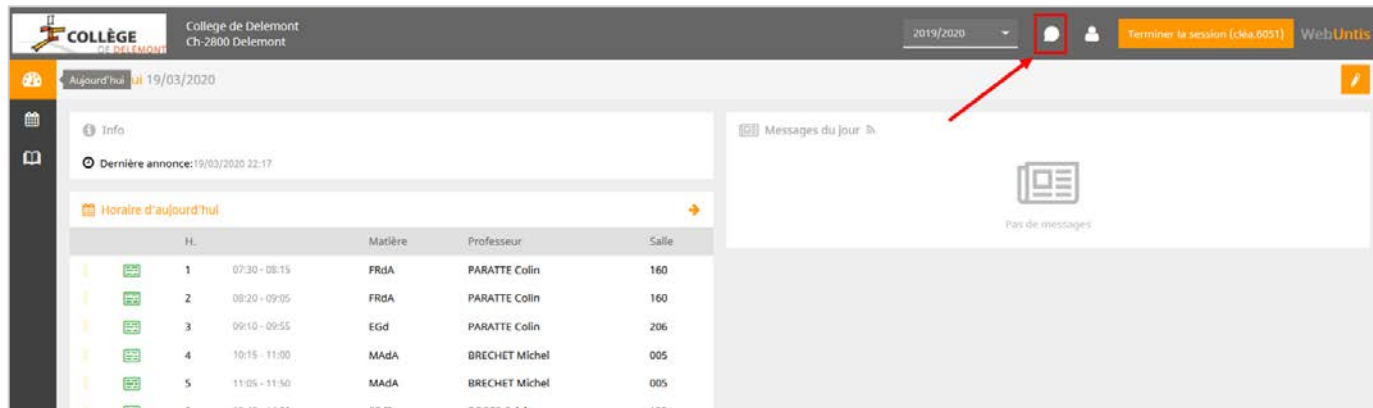 COLLÈGE
DE DELÉMONT
College de Delemont
Ch-2800 Delemont
2019/2020
Terminer la session (cléa.6051)
WebUntis
Aujourd'hui
ui 19/03/2020
Info
Dernière annonce: 19/03/2020 22:17
Messages du jour
Pas de messages
Horaire d'aujourd'hui
H. Matière Professeur Salle
1 07:30 - 08:15 FRdA PARATTE Colin 160
2 08:20 - 09:05 FRdA PARATTE Colin 160
3 09:10 - 09:55 EGd PARATTE Colin 206
4 10:15 - 11:00 MAdA BRECHET Michel 005
5 11:05 - 11:50 MAdA BRECHET Michel 005